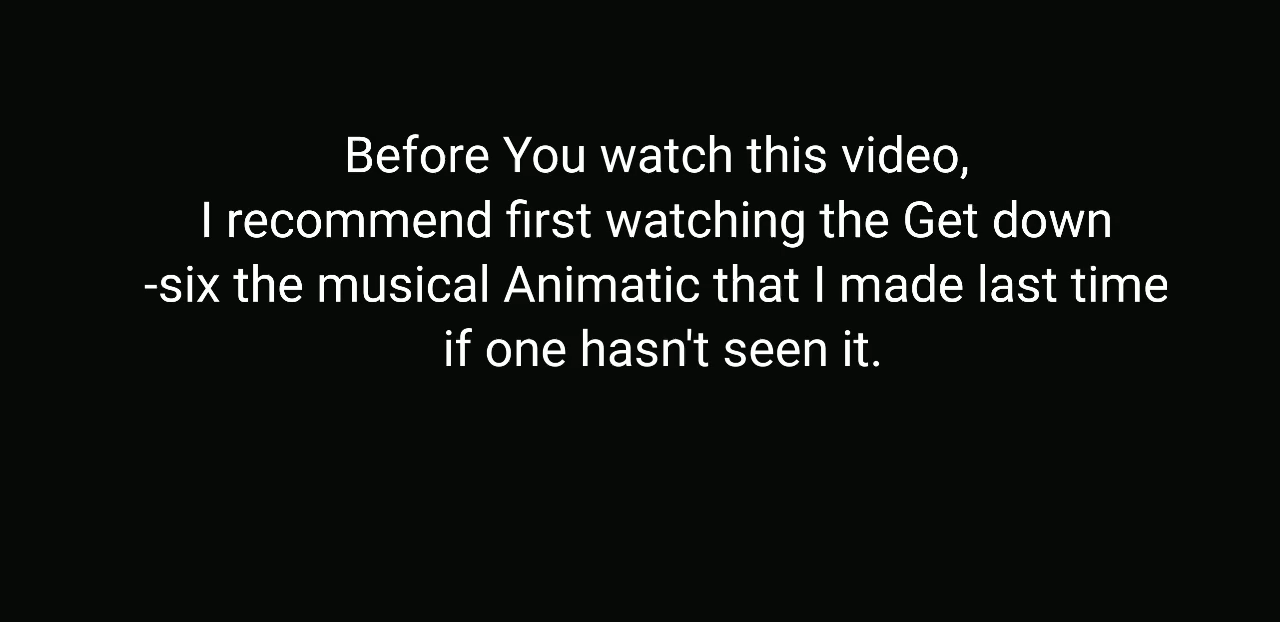 Before You watch this video,
I recommend first watching the Get down
-six the musical Animatic that I made last time
if one hasn't seen it.